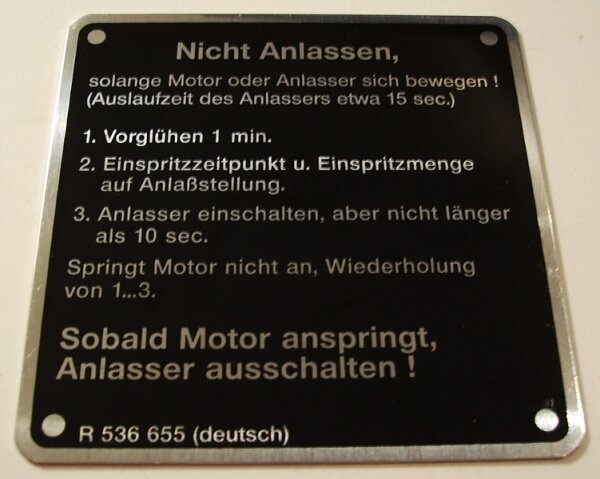 Nicht Anlassen,
solange Motor oder Anlasser sich bewegen !
(Auslaufzeit des Anlassers etwa 15 sec.)
1. Vorglühen 1 min.
2. Einspritzzeitpunkt u. Einspritzmenge
auf Anlaßstellung.
3. Anlasser einschalten, aber nicht länger
als 10 sec.
Springt Motor nicht an, Wiederholung
von 1...3.
Sobald Motor anspringt,
Anlasser ausschalten !
R 536 655 (deutsch)